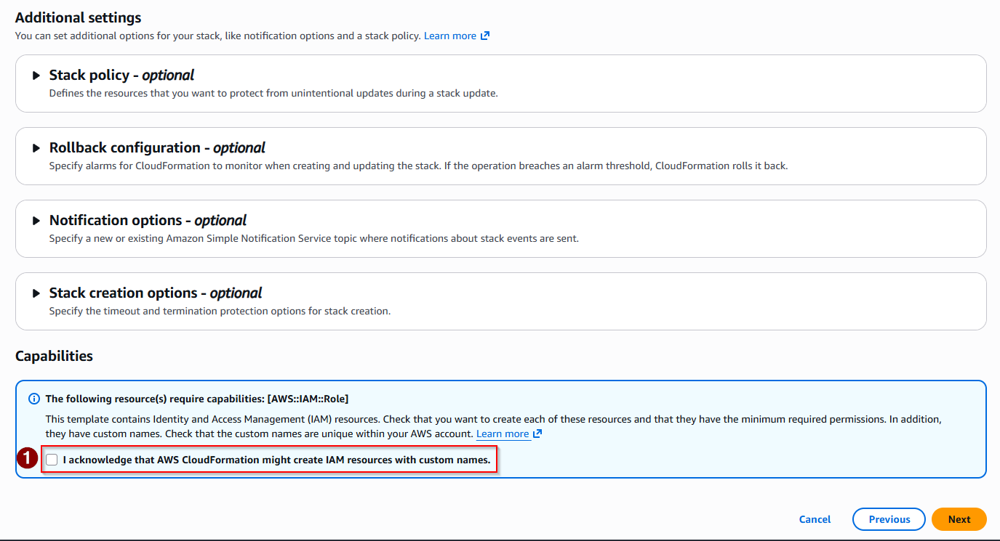 Additional settings
You can set additional options for your stack, like notification options and a stack policy. Learn more
Stack policy - optional
Defines the resources that you want to protect from unintentional updates during a stack update.
Rollback configuration - optional
Specify alarms for CloudFormation to monitor when creating and updating the stack. If the operation breaches an alarm threshold, CloudFormation rolls it back.
Notification options - optional
Specify a new or existing Amazon Simple Notification Service topic where notifications about stack events are sent.
Stack creation options - optional
Specify the timeout and termination protection options for stack creation.
Capabilities
The following resource(s) require capabilities: [AWS::IAM::Role]
This template contains Identity and Access Management (IAM) resources. Check that you want to create each of these resources and that they have the minimum required permissions. In addition,
they have custom names. Check that the custom names are unique within your AWS account. Learn more
1 I acknowledge that AWS CloudFormation might create IAM resources with custom names.
Cancel Previous Next